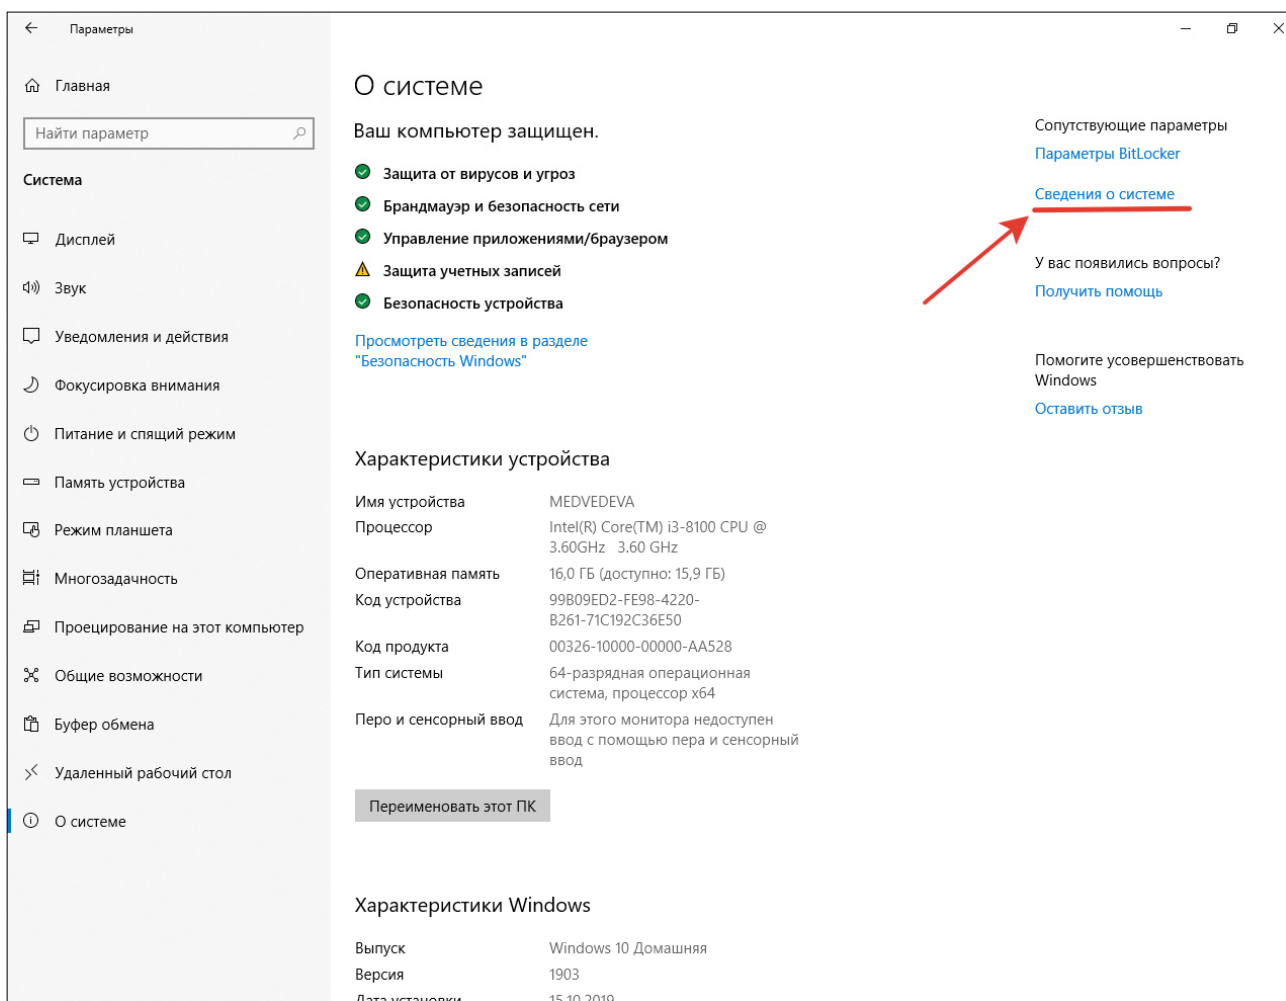 Параметры
Главная
Найти параметр
Система
Дисплей
Звук
Уведомления и действия
Фокусировка внимания
Питание и спящий режим
Память устройства
Режим планшета
Многозадачность
Проецирование на этот компьютер
Общие возможности
Буфер обмена
Удаленный рабочий стол
О системе
О системе
Ваш компьютер защищен.
Защита от вирусов и угроз
Брандмауэр и безопасность сети
Управление приложениями/браузером
Защита учетных записей
Безопасность устройства
Просмотреть сведения в разделе
"Безопасность Windows"
Характеристики устройства
Имя устройства MEDVEDEVA
Процессор Intel(R) Core(TM) i3-8100 CPU @
3.60GHz 3.60 GHz
Оперативная память 16,0 ГБ (доступно: 15,9 ГБ)
Код устройства 99B09ED2-FE98-4220-
B261-71C192C36E50
Код продукта 00326-10000-00000-AA528
Тип системы 64-разрядная операционная
система, процессор x64
Перо и сенсорный ввод Для этого монитора недоступен
ввод с помощью пера и сенсорный
ввод
Переименовать этот ПК
Характеристики Windows
Выпуск Windows 10 Домашняя
Версия 1903
Дата установки 15.10.2019
Сопутствующие параметры
Параметры BitLocker
Сведения о системе
У вас появились вопросы?
Получить помощь
Помогите усовершенствовать
Windows
Оставить отзыв